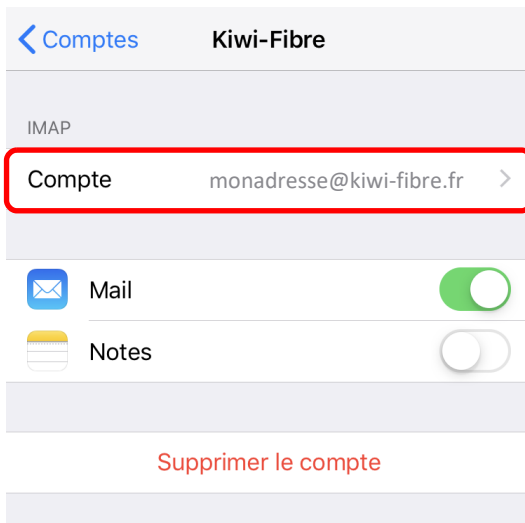 Comptes Kiwi-Fibre
IMAP
Compte monadresse@kiwi-fibre.fr
Mail
Notes
Supprimer le compte